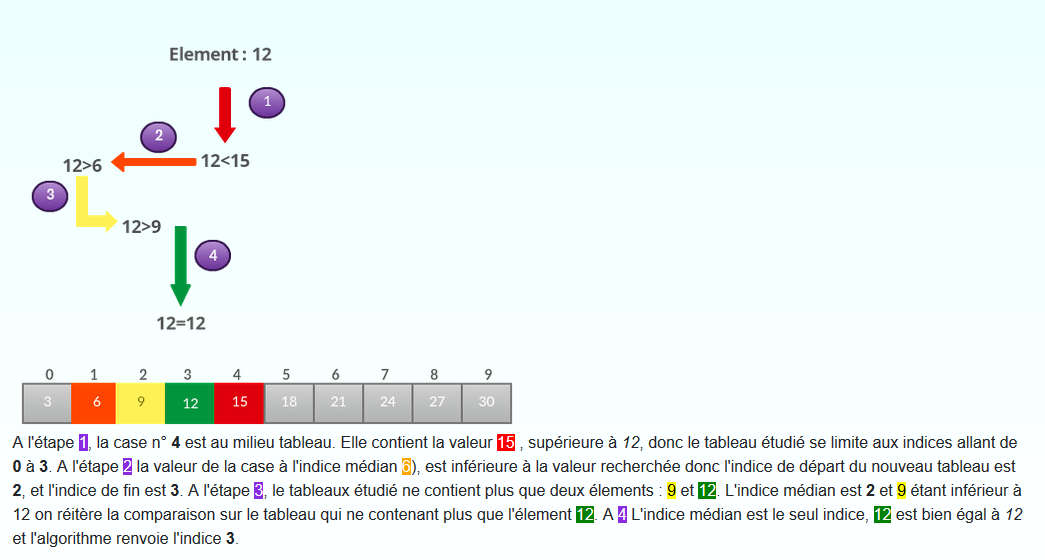 Element : 12
1
2
12>6
12<15
3
12>9
4
12=12
0 1 2 3 4 5 6 7 8 9
3 6 9 12 15 18 21 24 27 30
A l'étape 1, la case n° 4 est au milieu tableau. Elle contient la valeur 15 , supérieure à 12, donc le tableau étudié se limite aux indices allant de
0 à 3. A l'étape 2 la valeur de la case à l'indice médian 6), est inférieure à la valeur recherchée donc l'indice de départ du nouveau tableau est
2, et l'indice de fin est 3. A l'étape 3, le tableaux étudié ne contient plus que deux élements : 9 et 12. L'indice médian est 2 et 9 étant inférieur à
12 on réitère la comparaison sur le tableau qui ne contenant plus que l'élement 12. A 4 L'indice médian est le seul indice, 12 est bien égal à 12
et l'algorithme renvoie l'indice 3.